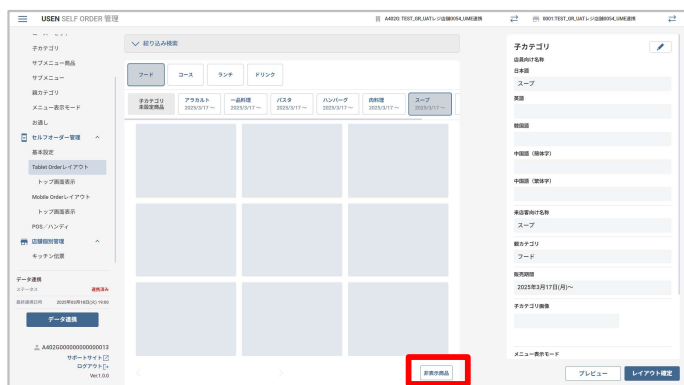 USEN SELF ORDER 管理
A4020: TEST_GR_UATレジ店舗0054_UME連携
0001:TEST_GR_UATレジ店舗0054_UME連携
子カテゴリ
サブメニュー商品
サブメニュー
親カテゴリ
メニュー表示モード
お通し
セルフオーダー管理
基本設定
Tablet Orderレイアウト
トップ画面表示
Mobile Orderレイアウト
トップ画面表示
POS／ハンディ
店舗個別管理
キッチン伝票
データ連携
ステータス 連携済み
最終連携日時 2025年03月18日(火) 19:00
データ連携
A402G000000000000013
サポートサイト
ログアウト
Ver.1.0.0
絞り込み検索
フード コース ランチ ドリンク
子カテゴリ
未設定商品
アラカルト
2025/3/17 ～
一品料理
2025/3/17 ～
パスタ
2025/3/17 ～
ハンバーグ
2025/3/17 ～
肉料理
2025/3/17 ～
スープ
2025/3/17 ～
非表示商品
子カテゴリ
店員向け名称
日本語
スープ
英語
韓国語
中国語（簡体字）
中国語（繁体字）
来店客向け名称
スープ
親カテゴリ
フード
販売期間
2025年3月17日(月)～
子カテゴリ画像
メニュー表示モード
プレビュー レイアウト確定